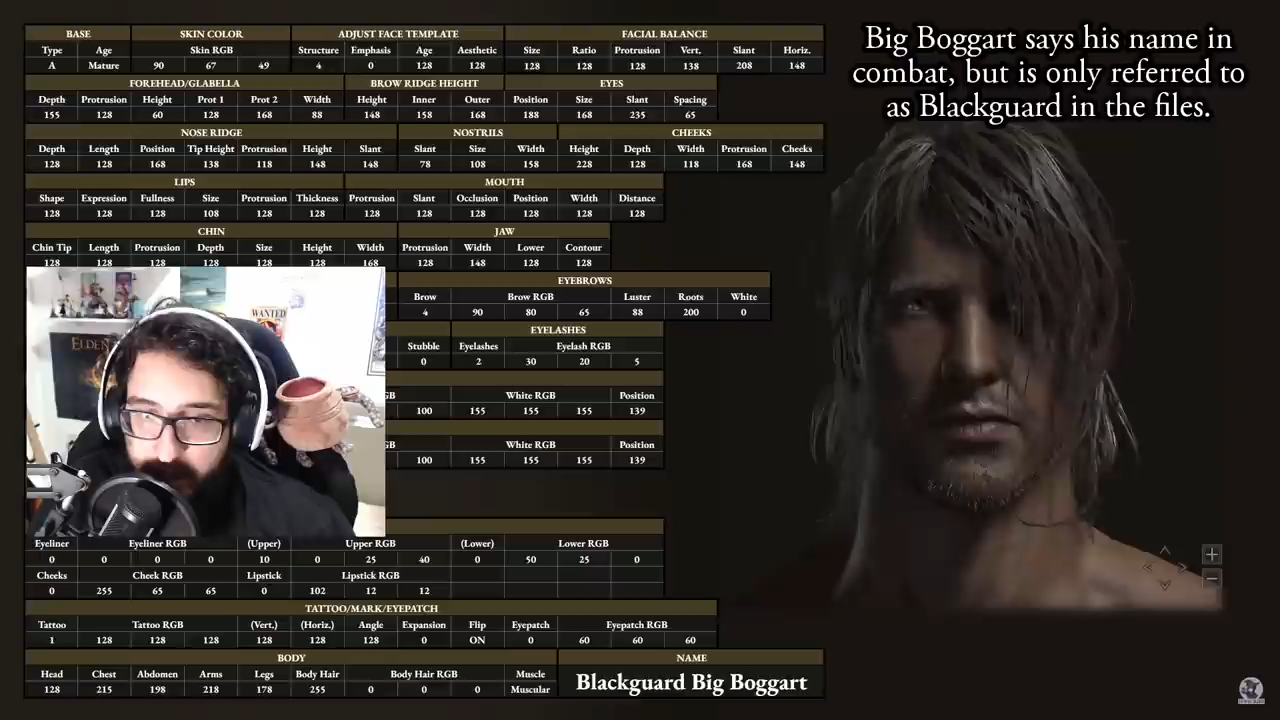 Big Boggart says his name in
combat, but is only referred to
as Blackguard in the files.
BASE SKIN COLOR ADJUST FACE TEMPLATE FACIAL BALANCE
Type Age Skin RGB Structure Emphasis Age Aesthetic Size Ratio Protrusion Vert. Slant Horiz.
A Mature 90 67 49 4 0 128 128 128 128 128 138 208 148
FOREHEAD/GLABELLA BROW RIDGE HEIGHT EYES
Depth Protrusion Height Prot 1 Prot 2 Width Height Inner Outer Position Size Slant Spacing
155 128 60 128 168 88 148 158 168 188 168 235 65
NOSE RIDGE NOSTRILS CHEEKS
Depth Length Position Tip Height Protrusion Height Slant Slant Size Width Height Depth Width Protrusion Cheeks
128 128 168 138 118 148 148 78 108 158 228 128 118 168 148
LIPS MOUTH
Shape Expression Fullness Size Protrusion Thickness Protrusion Slant Occlusion Position Width Distance
128 128 128 108 128 128 128 128 128 128 128 128
CHIN JAW
Chin Tip Length Protrusion Depth Size Height Width Protrusion Width Lower Contour
128 128 128 128 128 128 168 128 148 128 128
EYEBROWS
Brow Brow RGB Luster Roots White
4 90 80 65 88 200 0
EYELASHES
Stubble Eyelashes Eyelash RGB
0 2 30 20 5
GB White RGB Position
100 155 155 155 139
GB White RGB Position
100 155 155 155 139
WANTED
ELDEN
Eyeliner Eyeliner RGB (Upper) Upper RGB (Lower) Lower RGB
0 0 0 0 10 0 25 40 0 50 25 0
Cheeks Cheek RGB Lipstick Lipstick RGB
0 255 65 65 0 102 12 12
TATTOO/MARK/EYEPATCH
Tattoo Tattoo RGB (Vert.) (Horiz.) Angle Expansion Flip Eyepatch Eyepatch RGB
1 128 128 128 128 128 128 0 ON 0 60 60 60
BODY NAME
Head Chest Abdomen Arms Legs Body Hair Body Hair RGB Muscle
128 215 198 218 178 255 0 0 0 Muscular
Blackguard Big Boggart